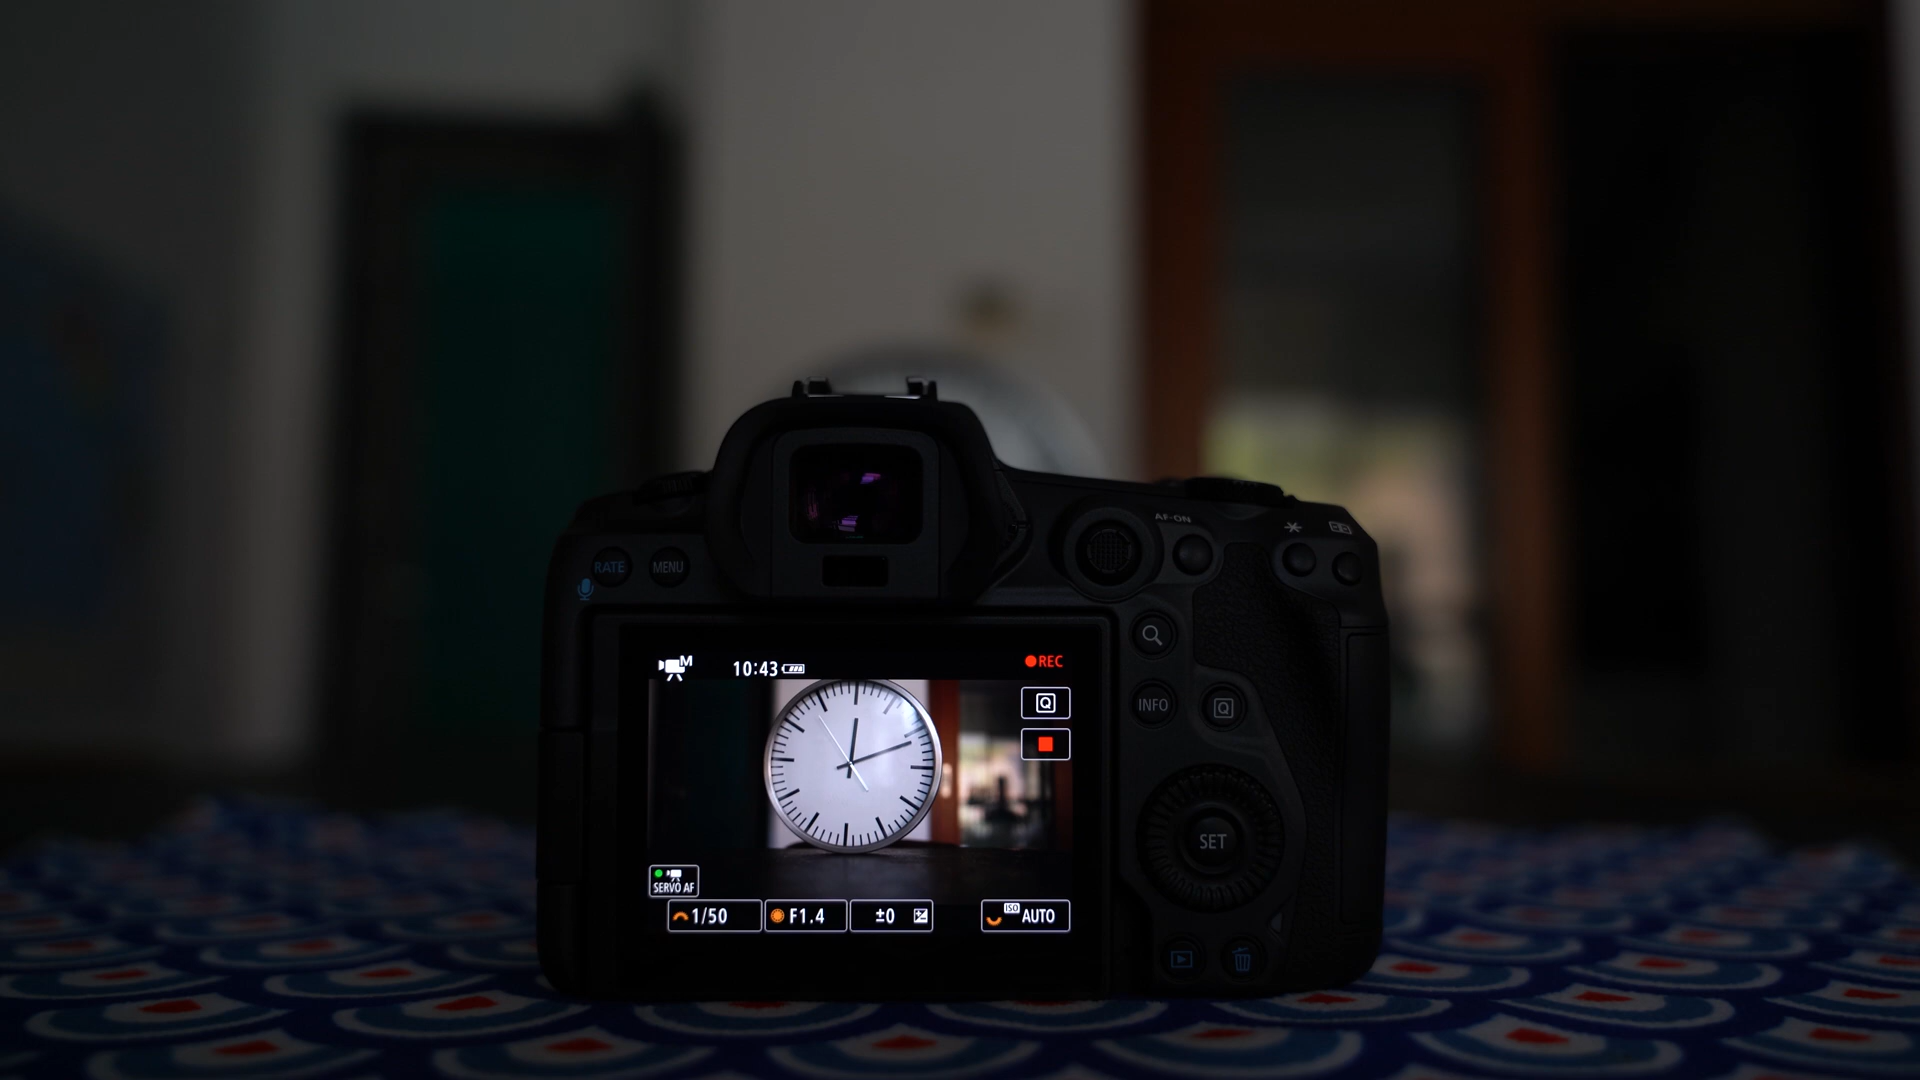 AF-ON
RATE
MENU
M
10:43
REC
Q
INFO
Q
SERVO AF
SET
1/50
F1.4
±0
ISO
AUTO